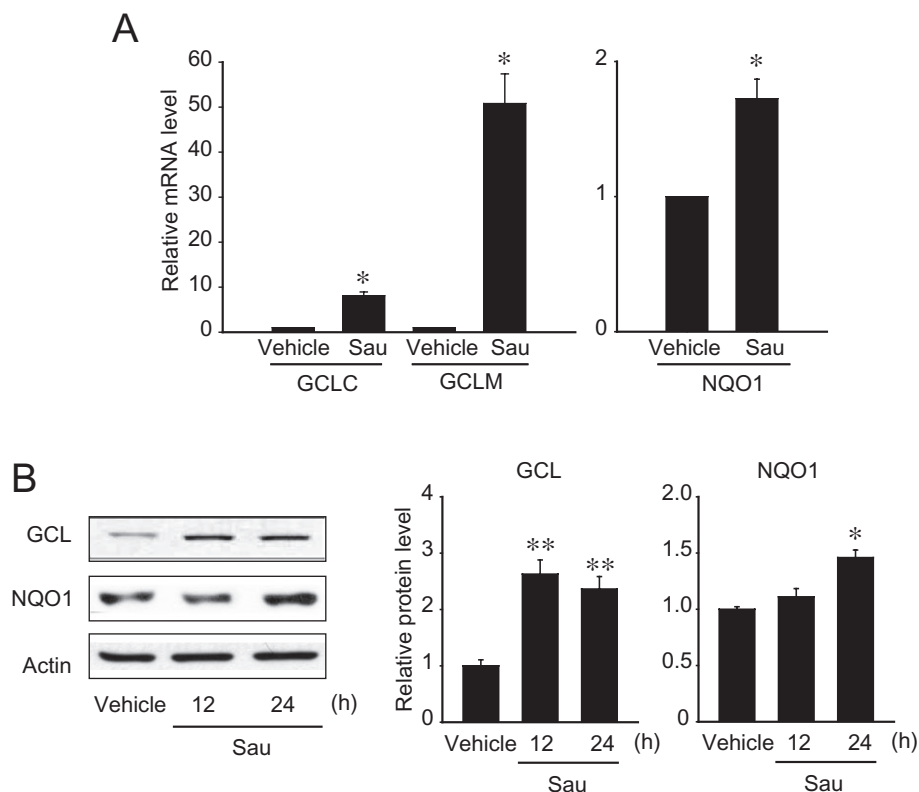 A
Relative mRNA level
60
50
40
30
20
10
0
*
*
Vehicle Sau Vehicle Sau
GCLC GCLM
2
1
0
*
Vehicle Sau
NQO1
B
GCL
NQO1
Actin
Vehicle 12 24 (h)
Sau
GCL
Relative protein level
4
3
2
1
0
** **
Vehicle 12 24 (h)
Sau
NQO1
2.0
1.5
1.0
0.5
0
*
Vehicle 12 24 (h)
Sau